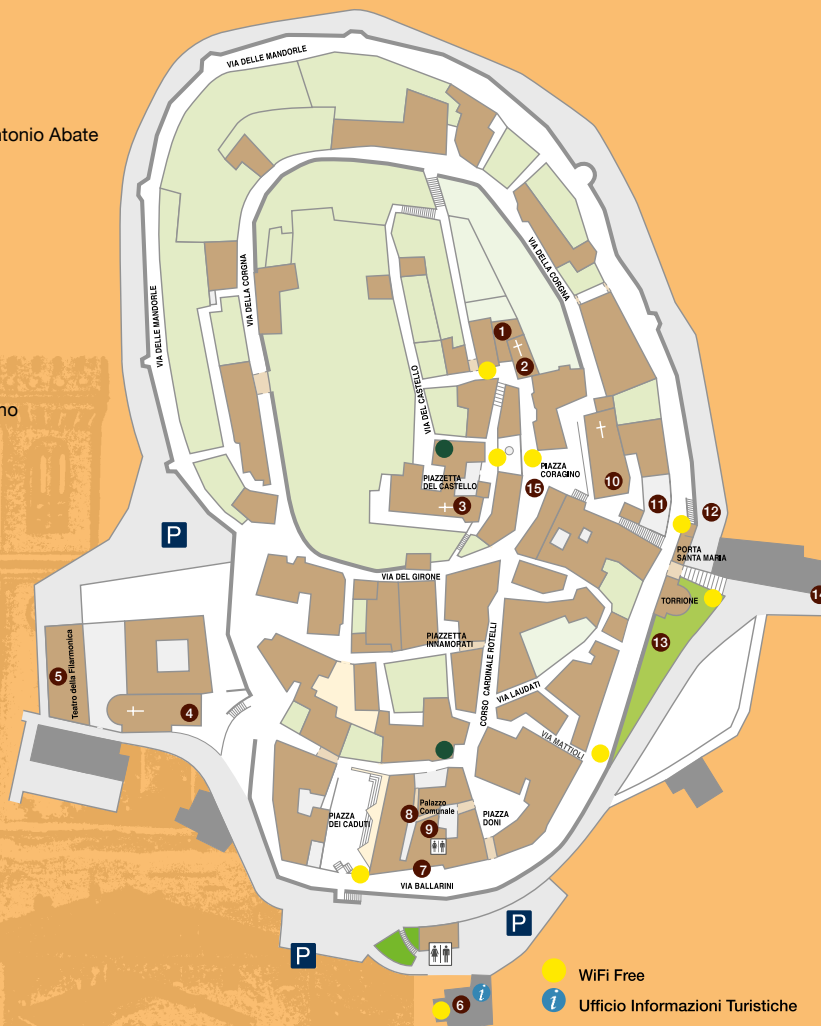 VIA DELLE MANDORLE
ntonio Abate
VIA DELLA CORGNA
VIA DELLA CORGNA
VIA DELLE MANDORLE
1
2
VIA DEL CASTELLO
no
PIAZZETTA
DEL CASTELLO
PIAZZA
CORAGINO
10
15
3
11
12
P
PORTA
SANTA MARIA
VIA DEL GIRONE
14
TORRIONE
PIAZZETTA
INNAMORATI
13
CORSO CARDINALE ROTELLI
5
Teatro della Filarmonica
VIA LAUDATI
4
VIA MATTIOLI
PIAZZA
DEI CADUTI
8
Palazzo
Comunale
9
PIAZZA
DONI
7
VIA BALLARINI
P
P
6
i
WiFi Free
i
Ufficio Informazioni Turistiche